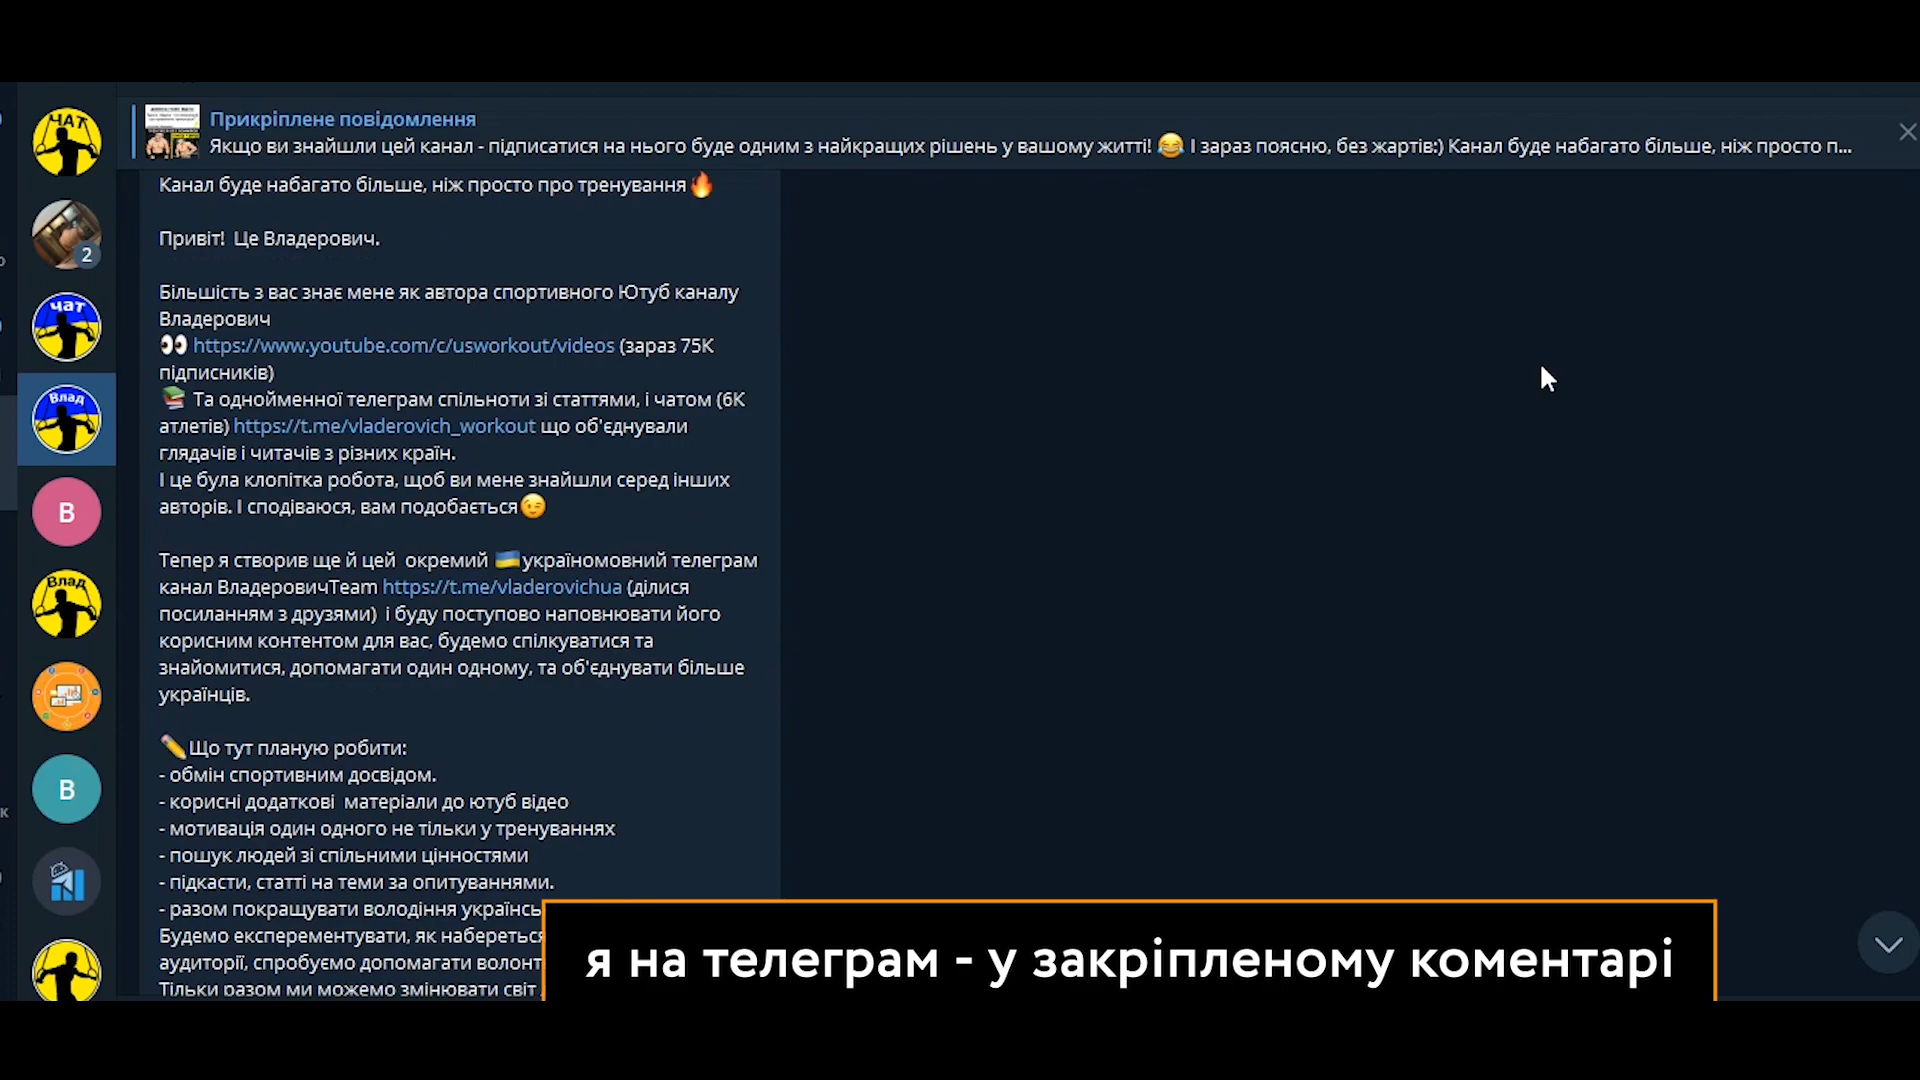 ЧАТ
2
чат
Влад
В
Влад
В
Прикріплене повідомлення
Якщо ви знайшли цей канал - підписатися на нього буде одним з найкращих рішень у вашому житті! 😂 І зараз поясню, без жартів:) Канал буде набагато більше, ніж просто п...
Канал буде набагато більше, ніж просто про тренування🔥
Привіт!  Це Владерович.
Більшість з вас знає мене як автора спортивного Ютуб каналу
Владерович
👀 https://www.youtube.com/c/usworkout/videos (зараз 75К
підписників)
📚 Та однойменної телеграм спільноти зі статтями, і чатом (6К
атлетів) https://t.me/vladerovich_workout що об'єднували
глядачів і читачів з різних країн.
І це була клопітка робота, щоб ви мене знайшли серед інших
авторів. І сподіваюся, вам подобається😉
Тепер я створив ще й цей  окремий 🇺🇦україномовний телеграм
канал ВладеровичTeam https://t.me/vladerovichua (ділися
посиланням з друзями)  і буду поступово наповнювати його
корисним контентом для вас, будемо спілкуватися та
знайомитися, допомагати один одному, та об'єднувати більше
українців.
✏️Що тут планую робити:
- обмін спортивним досвідом.
- корисні додаткові  матеріали до ютуб відео
- мотивація один одного не тільки у тренуваннях
- пошук людей зі спільними цінностями
- підкасти, статті на теми за опитуваннями.
- разом покращувати володіння українсь
Будемо експерементувати, як набереться
аудиторії, спробуємо допомагати волонт
Тільки разом ми можемо змінювати світ
я на телеграм - у закріпленому коментарі